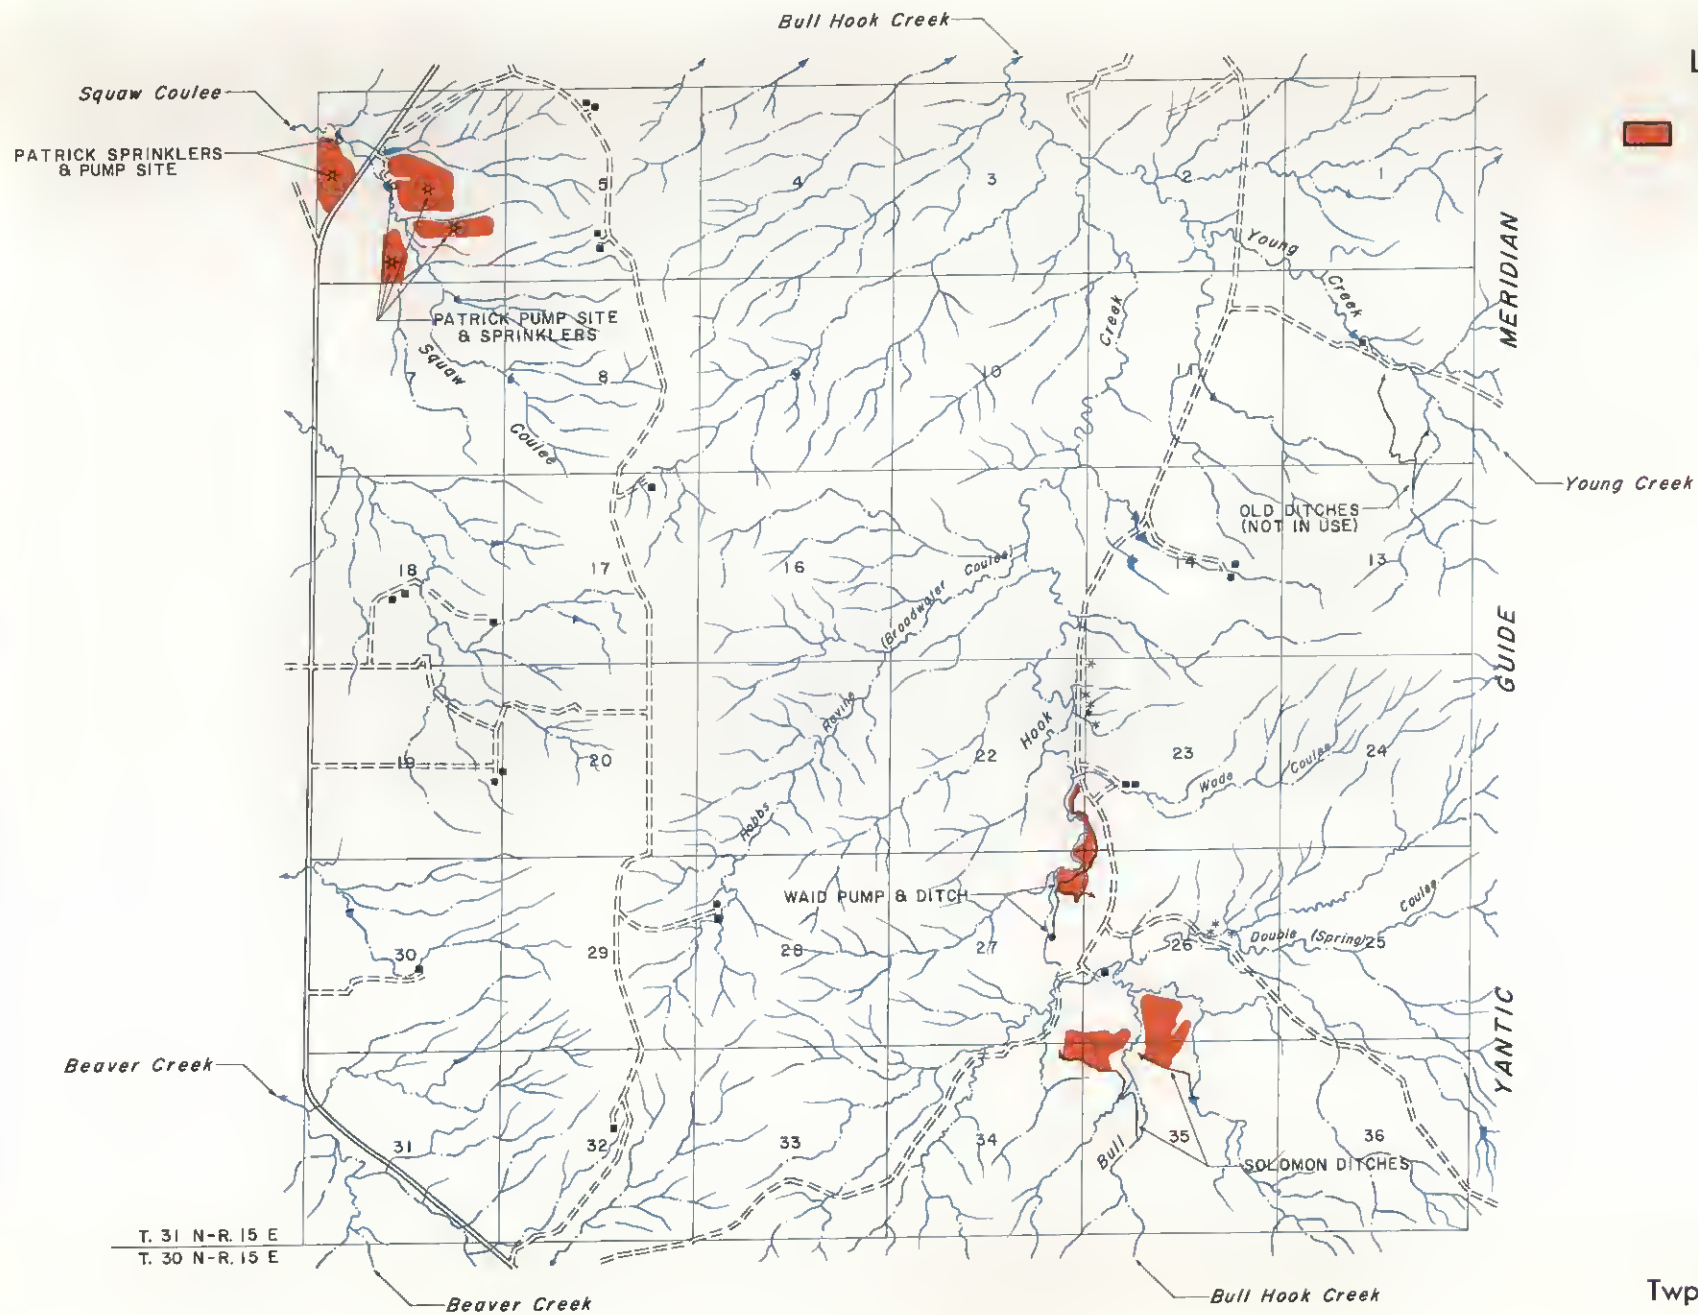 Bull Hook Creek
L
Squaw Coulee
PATRICK SPRINKLERS
& PUMP SITE
5
4
3
2
1
MERIDIAN
Young
Creek
PATRICK PUMP SITE
& SPRINKLERS
Squaw
7
8
9
10
Creek
11
Coulee
Young Creek
OLD DITCHES
(NOT IN USE)
18
17
16
(Broadwater Coulee)
14
13
GUIDE
Ravine
Hook
19
20
22
23
24
Wade Coulee
Hobbs
WAID PUMP & DITCH
Coulee
30
29
28
27
26
Double (Spring)
25
YANTIC
Beaver Creek
31
32
33
34
Bull
35
36
SOLOMON DITCHES
T. 31 N-R. 15 E
T. 30 N-R. 15 E
Beaver Creek
Bull Hook Creek
Twp